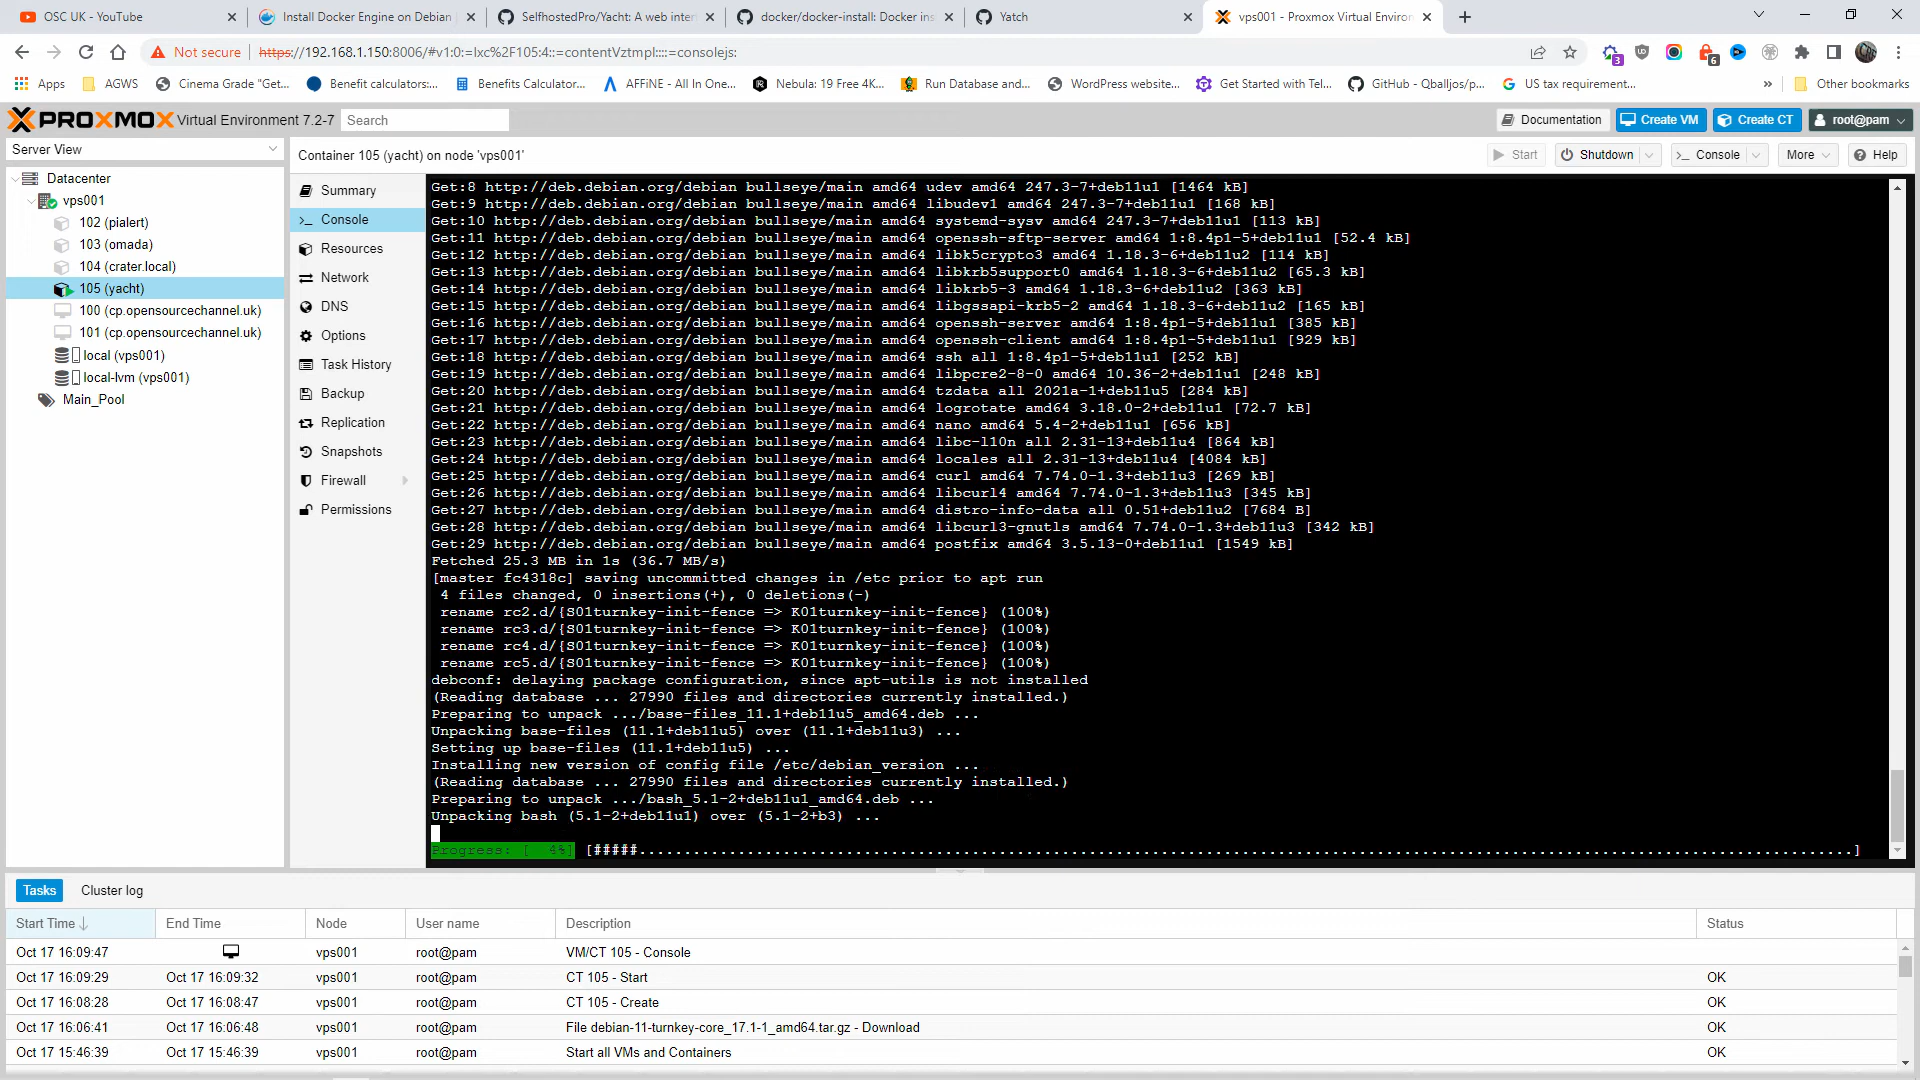 OSC UK - YouTube
Install Docker Engine on Debian
SelfhostedPro/Yacht: A web inter
docker/docker-install: Docker ins
Yatch
vps001 - Proxmox Virtual Environ
Not secure
https://192.168.1.150:8006/#v1:0:=lxc%2F105:4::=contentVztmpl::::=consolejs:
3
6
Apps
AGWS
Cinema Grade "Get...
Benefit calculators:...
Benefits Calculator...
AFFiNE - All In One...
Nebula: 19 Free 4K...
Run Database and...
WordPress website...
Get Started with Tel...
GitHub - Qballjos/p...
US tax requirement...
»
Other bookmarks
PROXMOX Virtual Environment 7.2-7
Search
Documentation
Create VM
Create CT
root@pam
Server View
Container 105 (yacht) on node 'vps001'
Start
Shutdown
Console
More
Help
Datacenter
vps001
102 (pialert)
103 (omada)
104 (crater.local)
105 (yacht)
100 (cp.opensourcechannel.uk)
101 (cp.opensourcechannel.uk)
local (vps001)
local-lvm (vps001)
Main_Pool
Summary
Console
Resources
Network
DNS
Options
Task History
Backup
Replication
Snapshots
Firewall
Permissions
Get:8 http://deb.debian.org/debian bullseye/main amd64 udev amd64 247.3-7+deb11u1 [1464 kB]
Get:9 http://deb.debian.org/debian bullseye/main amd64 libudev1 amd64 247.3-7+deb11u1 [168 kB]
Get:10 http://deb.debian.org/debian bullseye/main amd64 systemd-sysv amd64 247.3-7+deb11u1 [113 kB]
Get:11 http://deb.debian.org/debian bullseye/main amd64 openssh-sftp-server amd64 1:8.4p1-5+deb11u1 [52.4 kB]
Get:12 http://deb.debian.org/debian bullseye/main amd64 libk5crypto3 amd64 1.18.3-6+deb11u2 [114 kB]
Get:13 http://deb.debian.org/debian bullseye/main amd64 libkrb5support0 amd64 1.18.3-6+deb11u2 [65.3 kB]
Get:14 http://deb.debian.org/debian bullseye/main amd64 libkrb5-3 amd64 1.18.3-6+deb11u2 [363 kB]
Get:15 http://deb.debian.org/debian bullseye/main amd64 libgssapi-krb5-2 amd64 1.18.3-6+deb11u2 [165 kB]
Get:16 http://deb.debian.org/debian bullseye/main amd64 openssh-server amd64 1:8.4p1-5+deb11u1 [385 kB]
Get:17 http://deb.debian.org/debian bullseye/main amd64 openssh-client amd64 1:8.4p1-5+deb11u1 [929 kB]
Get:18 http://deb.debian.org/debian bullseye/main amd64 ssh all 1:8.4p1-5+deb11u1 [252 kB]
Get:19 http://deb.debian.org/debian bullseye/main amd64 libpcre2-8-0 amd64 10.36-2+deb11u1 [248 kB]
Get:20 http://deb.debian.org/debian bullseye/main amd64 tzdata all 2021a-1+deb11u5 [284 kB]
Get:21 http://deb.debian.org/debian bullseye/main amd64 logrotate amd64 3.18.0-2+deb11u1 [72.7 kB]
Get:22 http://deb.debian.org/debian bullseye/main amd64 nano amd64 5.4-2+deb11u1 [656 kB]
Get:23 http://deb.debian.org/debian bullseye/main amd64 libc-l10n all 2.31-13+deb11u4 [864 kB]
Get:24 http://deb.debian.org/debian bullseye/main amd64 locales all 2.31-13+deb11u4 [4084 kB]
Get:25 http://deb.debian.org/debian bullseye/main amd64 curl amd64 7.74.0-1.3+deb11u3 [269 kB]
Get:26 http://deb.debian.org/debian bullseye/main amd64 libcurl4 amd64 7.74.0-1.3+deb11u3 [345 kB]
Get:27 http://deb.debian.org/debian bullseye/main amd64 distro-info-data all 0.51+deb11u2 [7684 B]
Get:28 http://deb.debian.org/debian bullseye/main amd64 libcurl3-gnutls amd64 7.74.0-1.3+deb11u3 [342 kB]
Get:29 http://deb.debian.org/debian bullseye/main amd64 postfix amd64 3.5.13-0+deb11u1 [1549 kB]
Fetched 25.3 MB in 1s (36.7 MB/s)
[master fc4318c] saving uncommitted changes in /etc prior to apt run
4 files changed, 0 insertions(+), 0 deletions(-)
rename rc2.d/{S01turnkey-init-fence => K01turnkey-init-fence} (100%)
rename rc3.d/{S01turnkey-init-fence => K01turnkey-init-fence} (100%)
rename rc4.d/{S01turnkey-init-fence => K01turnkey-init-fence} (100%)
rename rc5.d/{S01turnkey-init-fence => K01turnkey-init-fence} (100%)
debconf: delaying package configuration, since apt-utils is not installed
(Reading database ... 27990 files and directories currently installed.)
Preparing to unpack .../base-files_11.1+deb11u5_amd64.deb ...
Unpacking base-files (11.1+deb11u5) over (11.1+deb11u3) ...
Setting up base-files (11.1+deb11u5) ...
Installing new version of config file /etc/debian_version ...
(Reading database ... 27990 files and directories currently installed.)
Preparing to unpack .../bash_5.1-2+deb11u1_amd64.deb ...
Unpacking bash (5.1-2+deb11u1) over (5.1-2+b3) ...
Progress: [  4%] [#####.......................................................................................................................................]
Tasks
Cluster log
Start Time End Time Node User name Description Status
Oct 17 16:09:47 vps001 root@pam VM/CT 105 - Console
Oct 17 16:09:29 Oct 17 16:09:32 vps001 root@pam CT 105 - Start OK
Oct 17 16:08:28 Oct 17 16:08:47 vps001 root@pam CT 105 - Create OK
Oct 17 16:06:41 Oct 17 16:06:48 vps001 root@pam File debian-11-turnkey-core_17.1-1_amd64.tar.gz - Download OK
Oct 17 15:46:39 Oct 17 15:46:39 vps001 root@pam Start all VMs and Containers OK